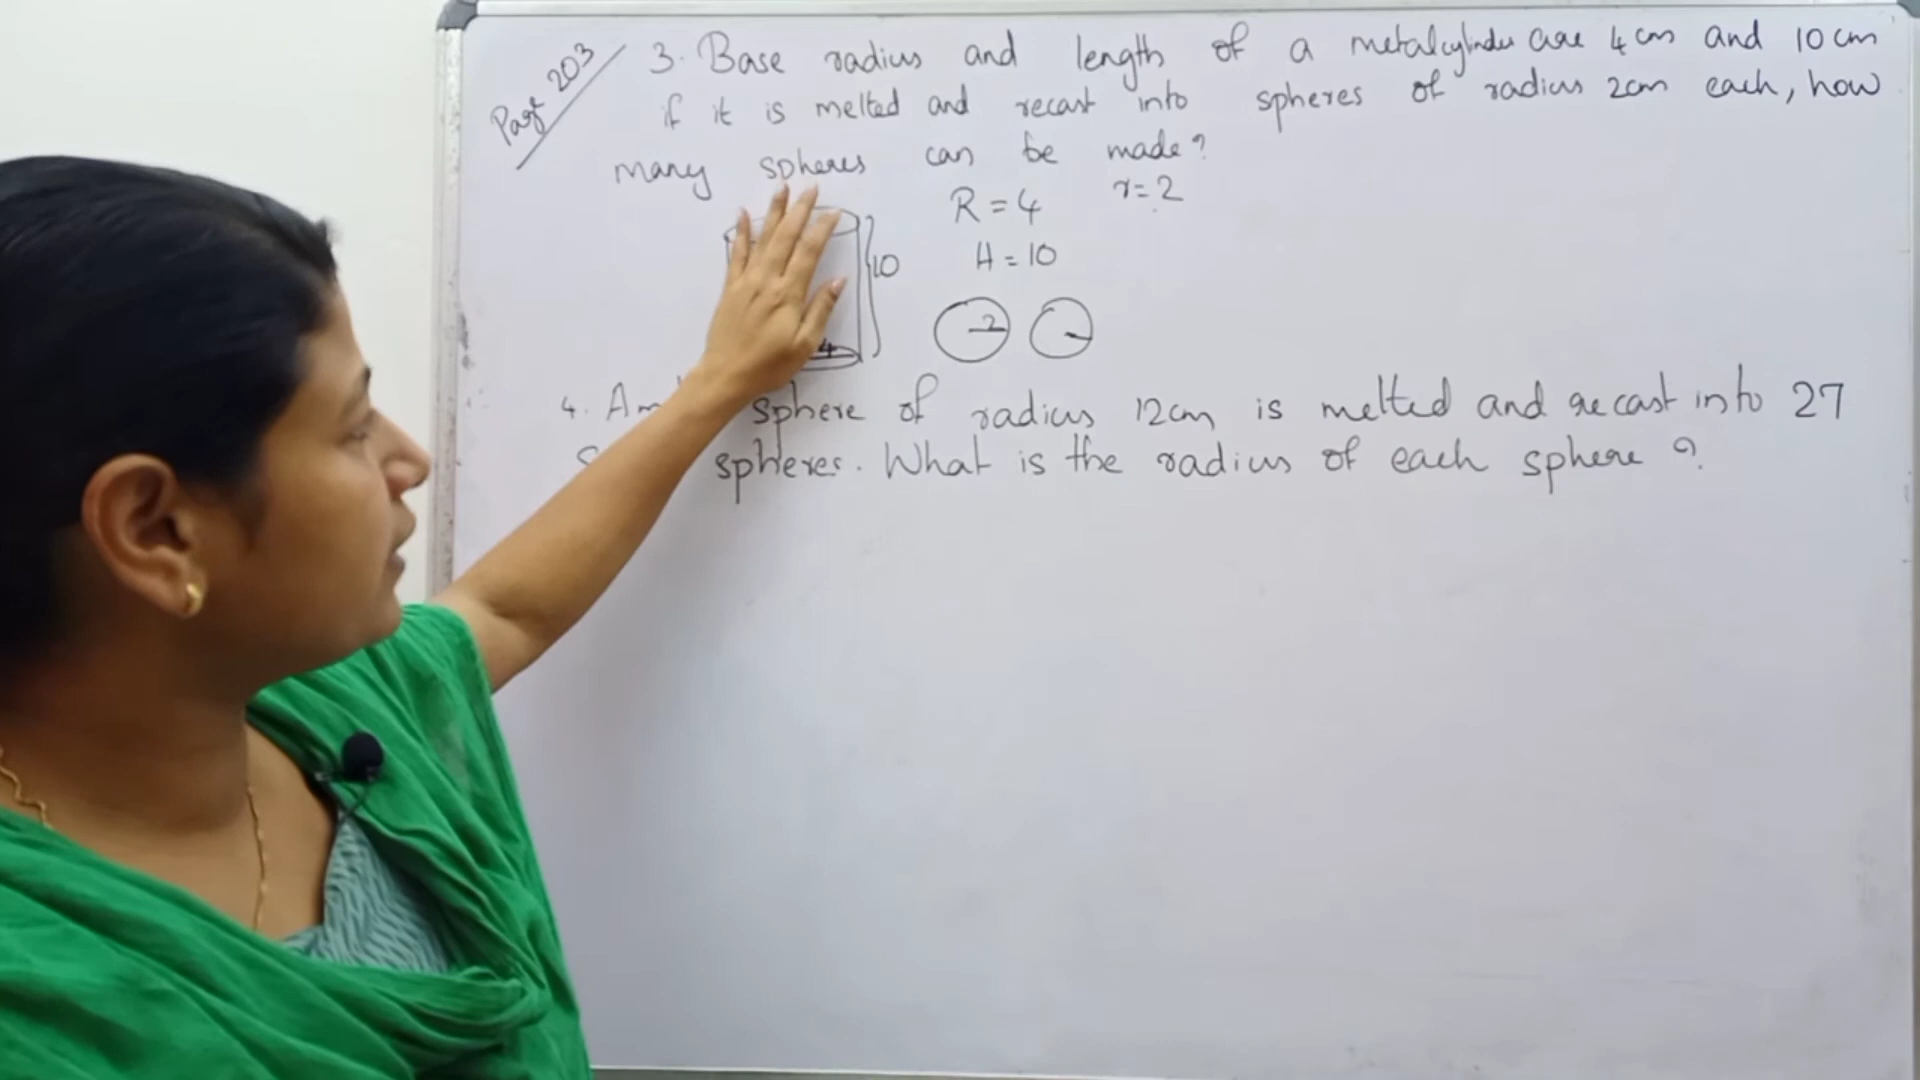 Page 203
3. Base radius and length of a metal cylinder are 4 cm and 10 cm
if it is melted and recast into spheres of radius 2cm each, how
many spheres can be made?
R = 4 r = 2
10 H = 10
2
4
4. A sphere of radius 12cm is melted and recast into 27
spheres. What is the radius of each sphere ?